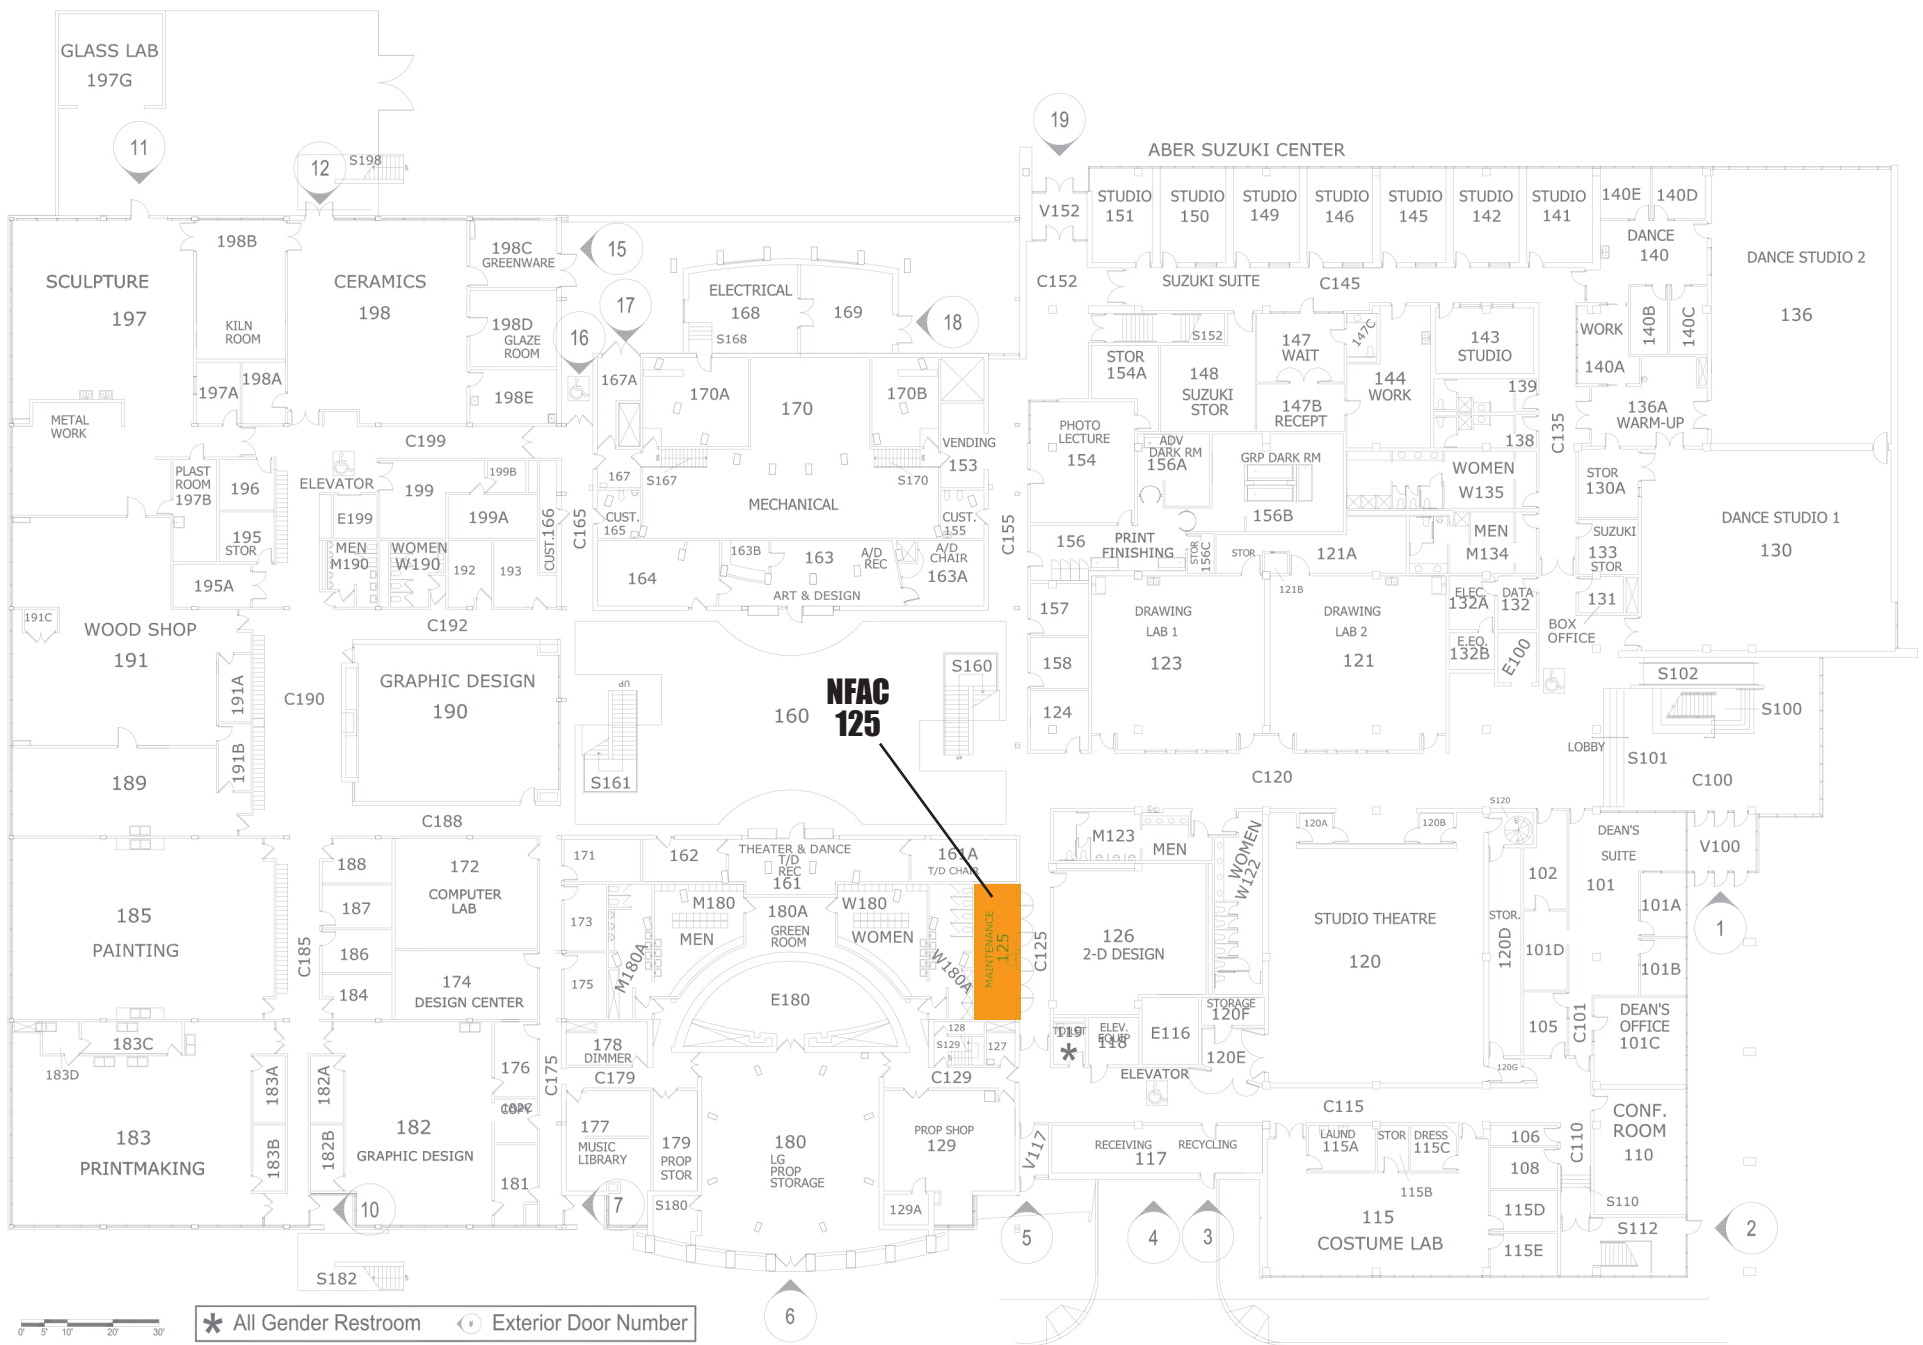 GLASS LAB
197G
11
12
S198
19
ABER SUZUKI CENTER
V152
STUDIO
151
STUDIO
150
STUDIO
149
STUDIO
146
STUDIO
145
STUDIO
142
STUDIO
141
140E
140D
DANCE
140
DANCE STUDIO 2
136
SCULPTURE
197
198B
KILN
ROOM
CERAMICS
198
198C
GREENWARE
15
198D
GLAZE
ROOM
17
16
ELECTRICAL
168
169
18
S168
C152
SUZUKI SUITE
C145
S152
147
WAIT
147C
143
STUDIO
WORK
140A
140B
140C
STOR
154A
148
SUZUKI
STOR
147B
RECEPT
144
WORK
139
138
C135
136A
WARM-UP
197A
198A
198E
167A
170A
170
170B
METAL
WORK
C199
VENDING
153
PHOTO
LECTURE
154
ADV
DARK RM
156A
GRP DARK RM
156B
WOMEN
W135
STOR
130A
DANCE STUDIO 1
130
PLAST
ROOM
197B
196
195
STOR
ELEVATOR
E199
199
199B
199A
CUST.166
C165
167
S167
S170
MECHANICAL
CUST.
165
CUST.
155
C155
156
PRINT
FINISHING
STOR
156C
STOR
121A
121B
MEN
M134
SUZUKI
133
STOR
131
195A
MEN
M190
WOMEN
W190
192
193
164
163B
163
A/D
REC
A/D
CHAIR
163A
ART & DESIGN
157
158
124
DRAWING
LAB 1
123
DRAWING
LAB 2
121
ELEC.
132A
DATA
132
E.EQ.
132B
E100
BOX
OFFICE
191C
WOOD SHOP
191
C192
191A
191B
C190
GRAPHIC DESIGN
190
UP
S161
160
S160
UP
NFAC
125
S102
S100
LOBBY
S101
C100
189
C188
C120
185
PAINTING
188
187
186
184
C185
172
COMPUTER
LAB
174
DESIGN CENTER
171
162
THEATER & DANCE
T/D
REC
161
161A
T/D CHAIR
173
175
M180
MEN
M180A
180A
GREEN
ROOM
W180
WOMEN
W180A
E180
MAINTENANCE
125
C125
M123
MEN
WOMEN
W122
126
2-D DESIGN
120A
120B
S120
STUDIO THEATRE
120
STOR.
120D
102
DEAN'S
SUITE
101
V100
101A
101B
101D
1
105
C101
DEAN'S
OFFICE
101C
STORAGE
120F
120E
120G
E116
ELEV.
EQUIP
118
TOILET
119
ELEVATOR
183C
183D
183
PRINTMAKING
183A
183B
182A
182B
182
GRAPHIC DESIGN
176
COPY
182C
181
C175
178
DIMMER
C179
177
MUSIC
LIBRARY
179
PROP
STOR
S180
180
LG
PROP
STORAGE
128
S129
127
C129
PROP SHOP
129
129A
V117
RECEIVING
117
RECYCLING
C115
LAUND
115A
STOR
DRESS
115C
115B
115
COSTUME LAB
106
108
115D
115E
C110
CONF.
ROOM
110
S110
S112
2
10
7
5
4
3
S182
6
0'
5'
10'
20'
30'
* All Gender Restroom
# Exterior Door Number